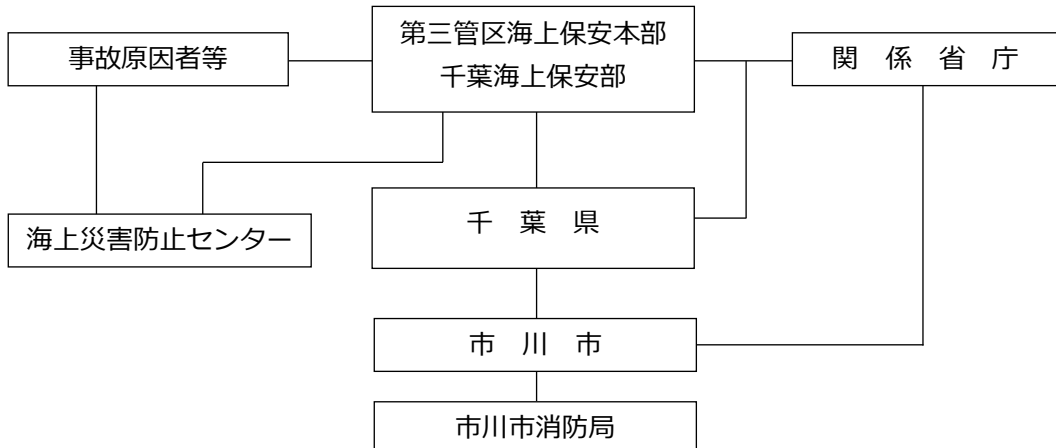 事故原因者等
第三管区海上保安本部
千葉海上保安部
関 係 省 庁
海上災害防止センター
千 葉 県
市 川 市
市川市消防局